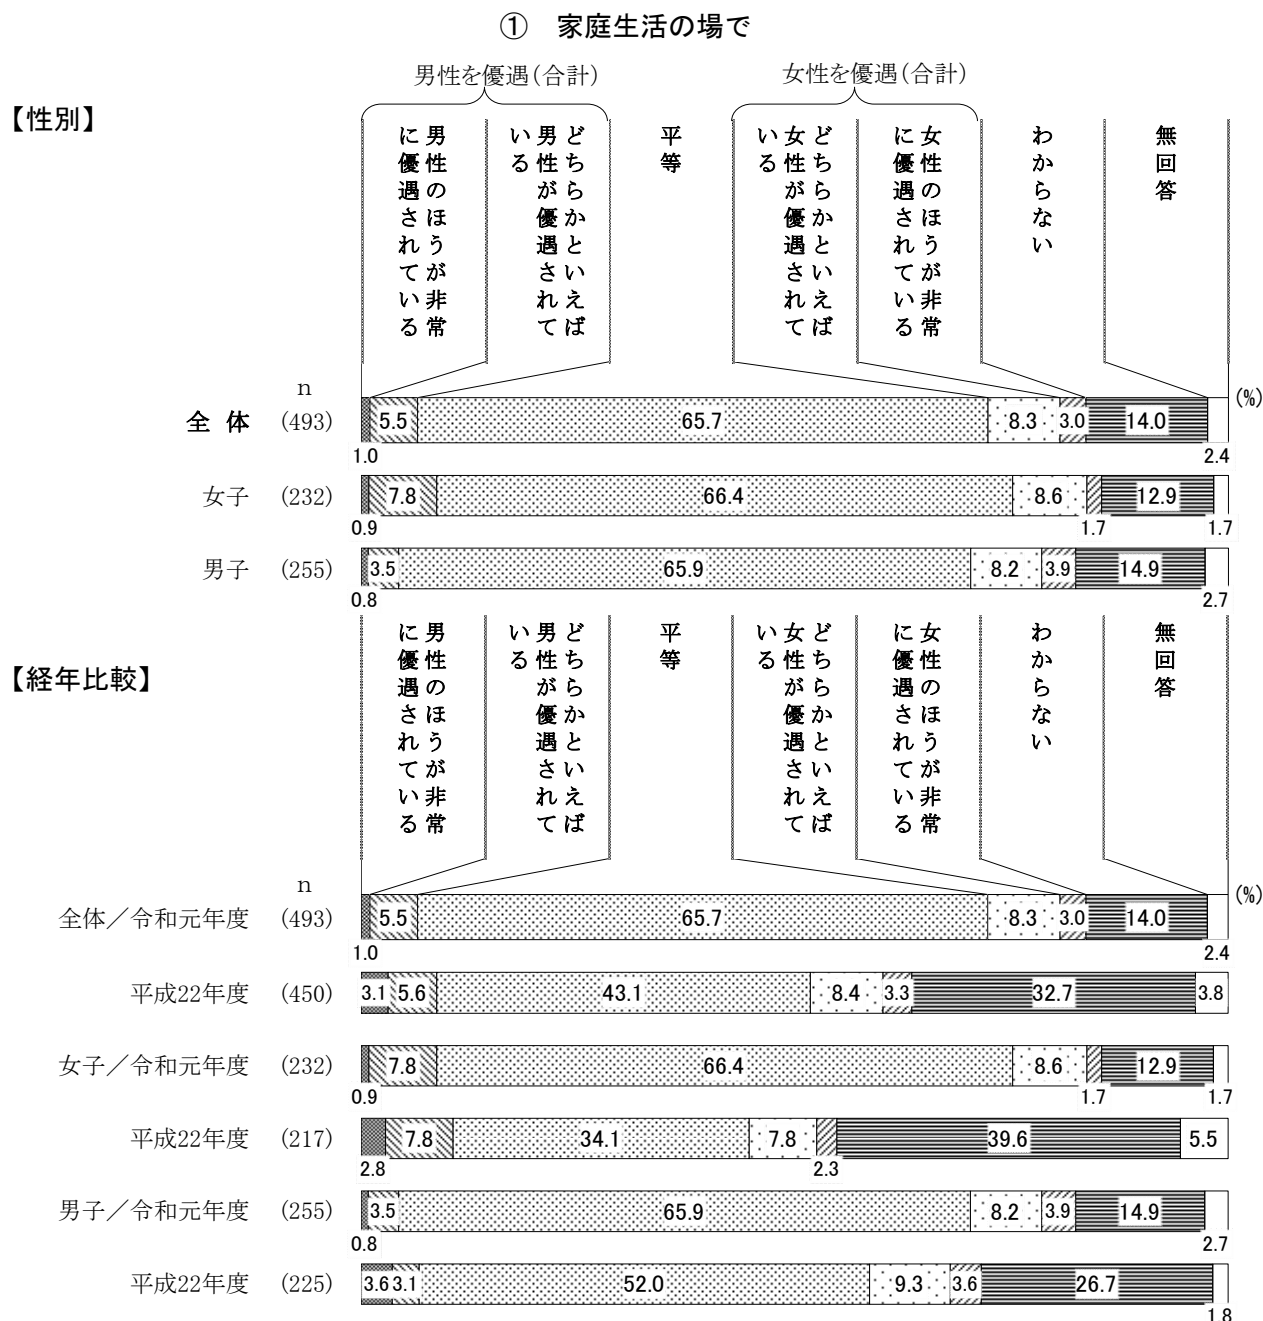 ① 家庭生活の場で
男性を優遇(合計)
女性を優遇(合計)
【性別】
男性のほうが非常に優遇されている
どちらかといえば男性が優遇されている
平等
どちらかといえば女性が優遇されている
女性のほうが非常に優遇されている
わからない
無回答
n
(%)
全 体 (493) 5.5 65.7 8.3 3.0 14.0
1.0 2.4
女子 (232) 7.8 66.4 8.6 12.9
0.9 1.7 1.7
男子 (255) 3.5 65.9 8.2 3.9 14.9
0.8 2.7
【経年比較】
男性のほうが非常に優遇されている
どちらかといえば男性が優遇されている
平等
どちらかといえば女性が優遇されている
女性のほうが非常に優遇されている
わからない
無回答
n
(%)
全体／令和元年度 (493) 5.5 65.7 8.3 3.0 14.0
1.0 2.4
平成22年度 (450) 3.1 5.6 43.1 8.4 3.3 32.7 3.8
女子／令和元年度 (232) 7.8 66.4 8.6 12.9
0.9 1.7 1.7
平成22年度 (217) 7.8 34.1 7.8 39.6 5.5
2.8 2.3
男子／令和元年度 (255) 3.5 65.9 8.2 3.9 14.9
0.8 2.7
平成22年度 (225) 3.6 3.1 52.0 9.3 3.6 26.7
1.8